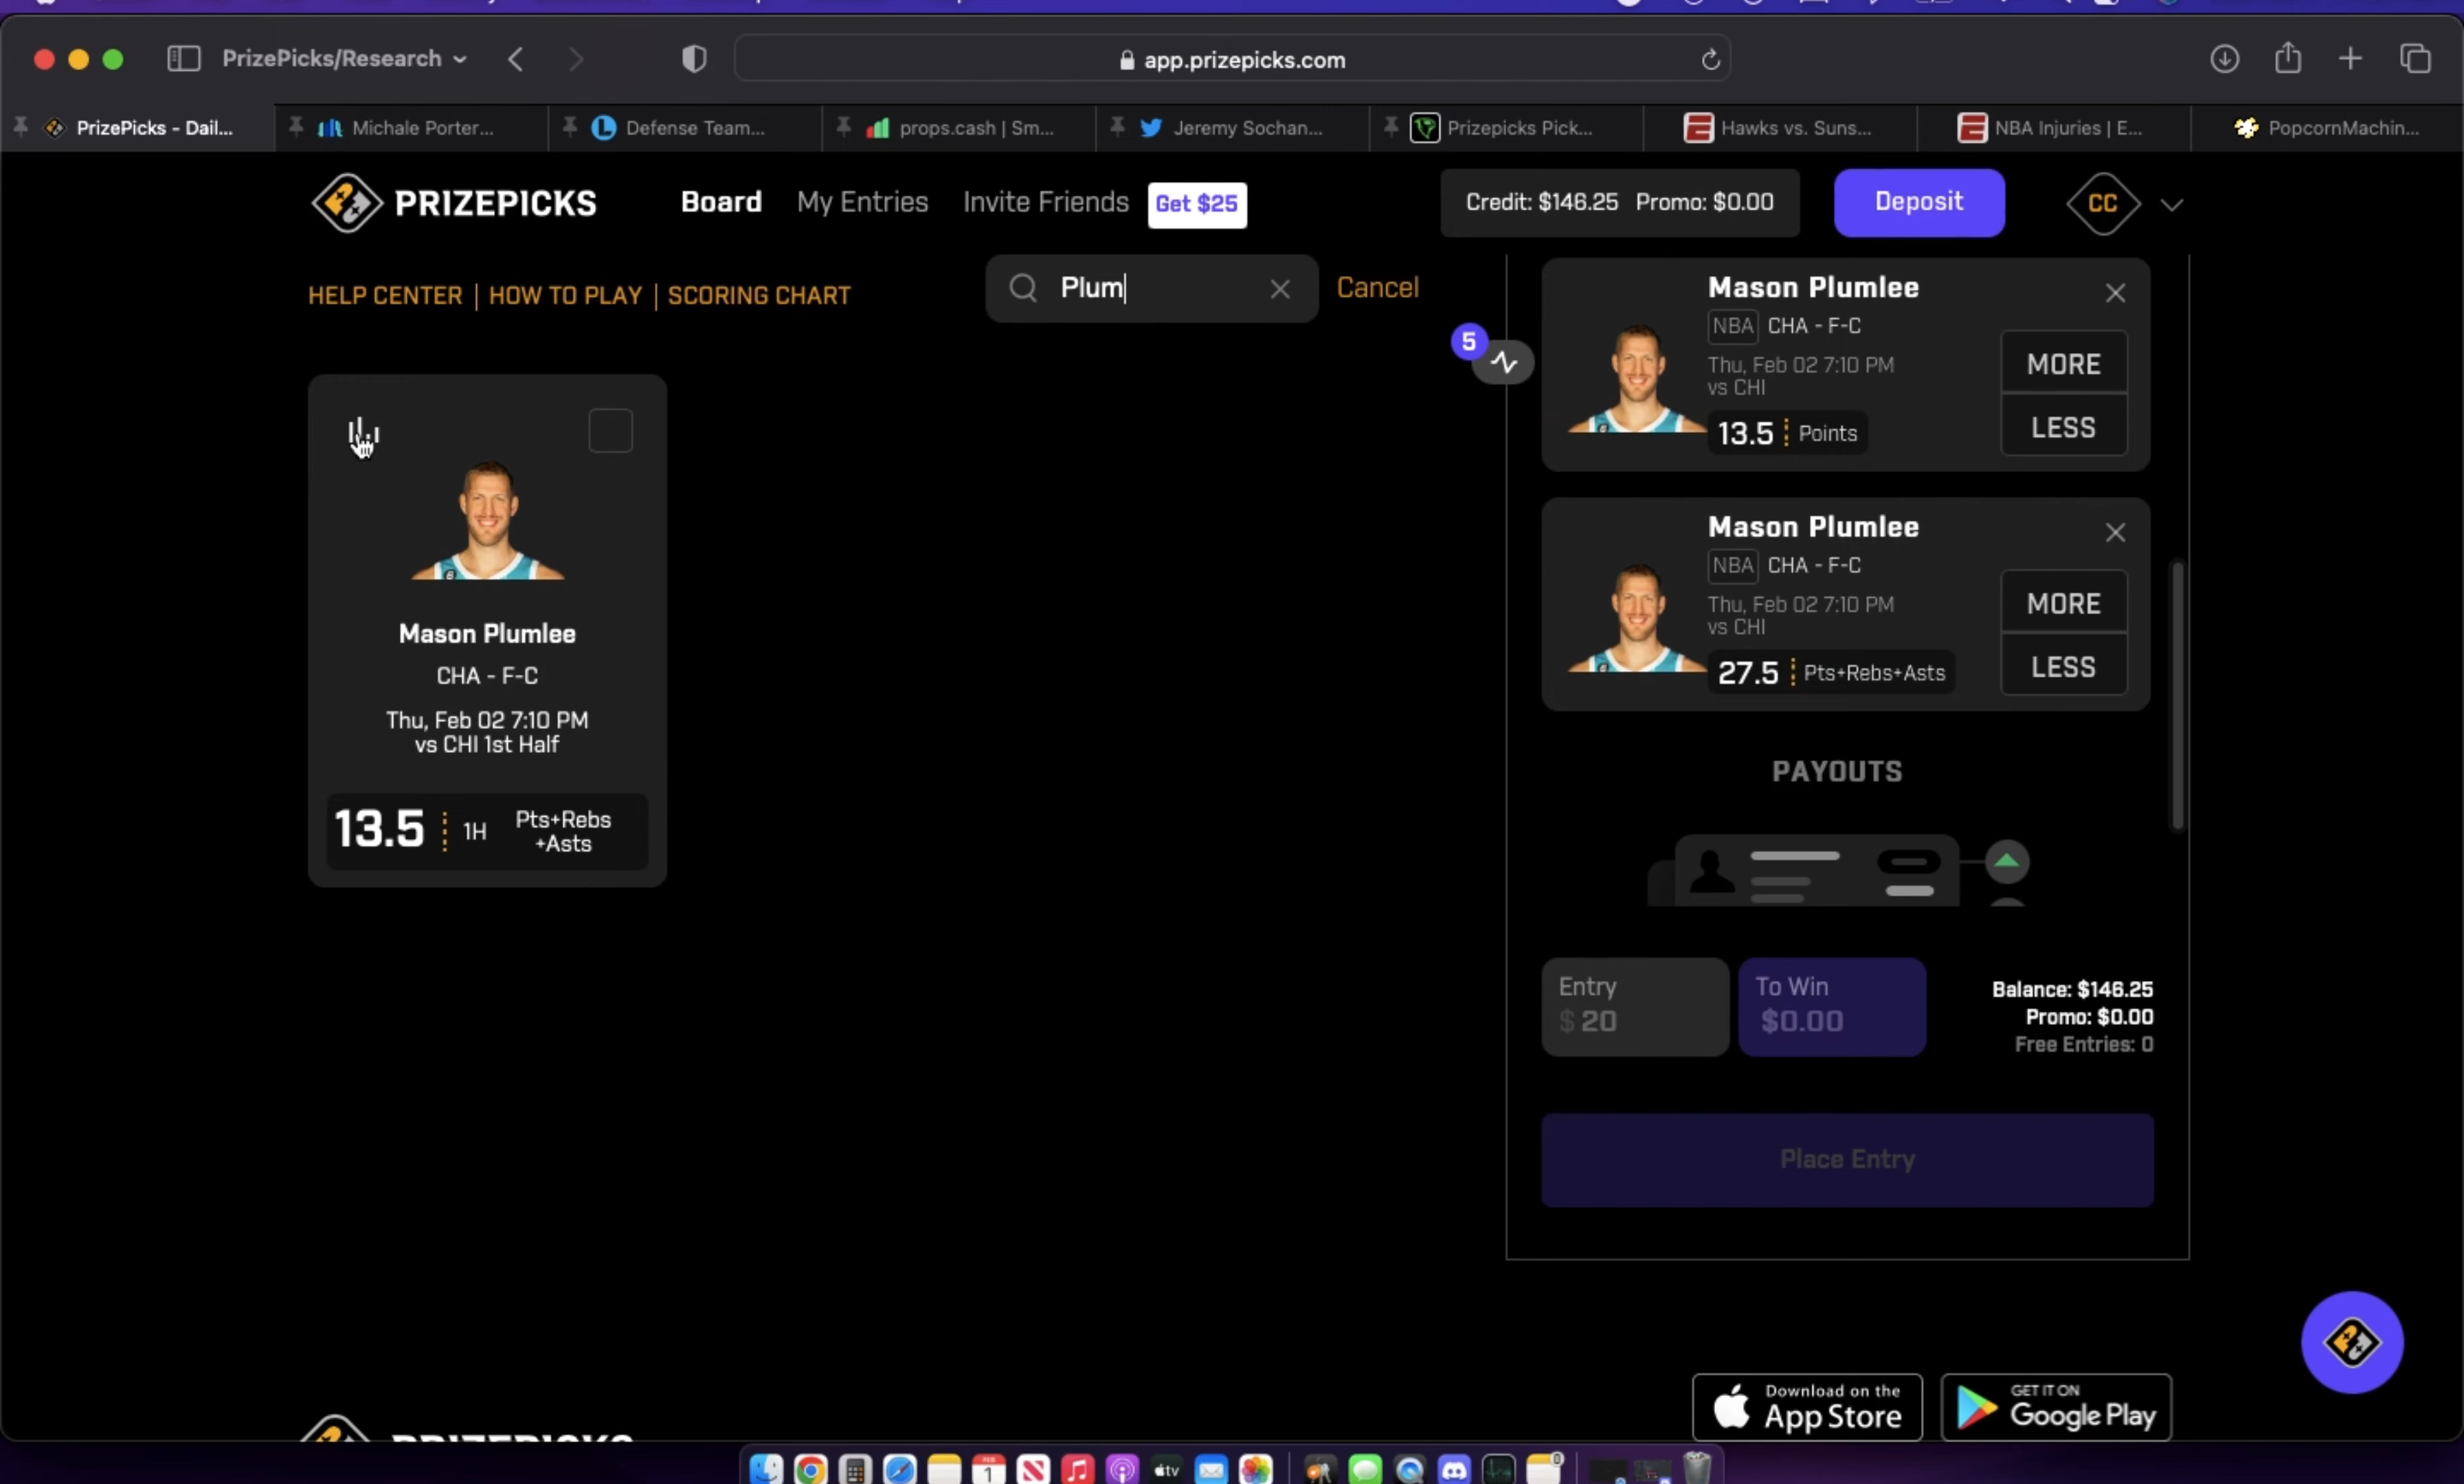 PrizePicks/Research
app.prizepicks.com
PrizePicks - Dail...
Michale Porter...
Defense Team...
props.cash | Sm...
Jeremy Sochan...
Prizepicks Pick...
Hawks vs. Suns...
NBA Injuries | E...
PopcornMachin...
PRIZEPICKS
Board
My Entries
Invite Friends
Get $25
Credit: $146.25 Promo: $0.00
Deposit
CC
HELP CENTER | HOW TO PLAY | SCORING CHART
Plum
Cancel
Mason Plumlee
CHA - F-C
Thu, Feb 02 7:10 PM
vs CHI 1st Half
13.5
1H
Pts+Rebs
+Asts
5
Mason Plumlee
NBA CHA - F-C
Thu, Feb 02 7:10 PM
vs CHI
13.5 Points
MORE
LESS
Mason Plumlee
NBA CHA - F-C
Thu, Feb 02 7:10 PM
vs CHI
27.5 Pts+Rebs+Asts
MORE
LESS
PAYOUTS
Entry
$ 20
To Win
$0.00
Balance: $146.25
Promo: $0.00
Free Entries: 0
Place Entry
Download on the
App Store
GET IT ON
Google Play
PRIZEPICKS
FEB
1
tv